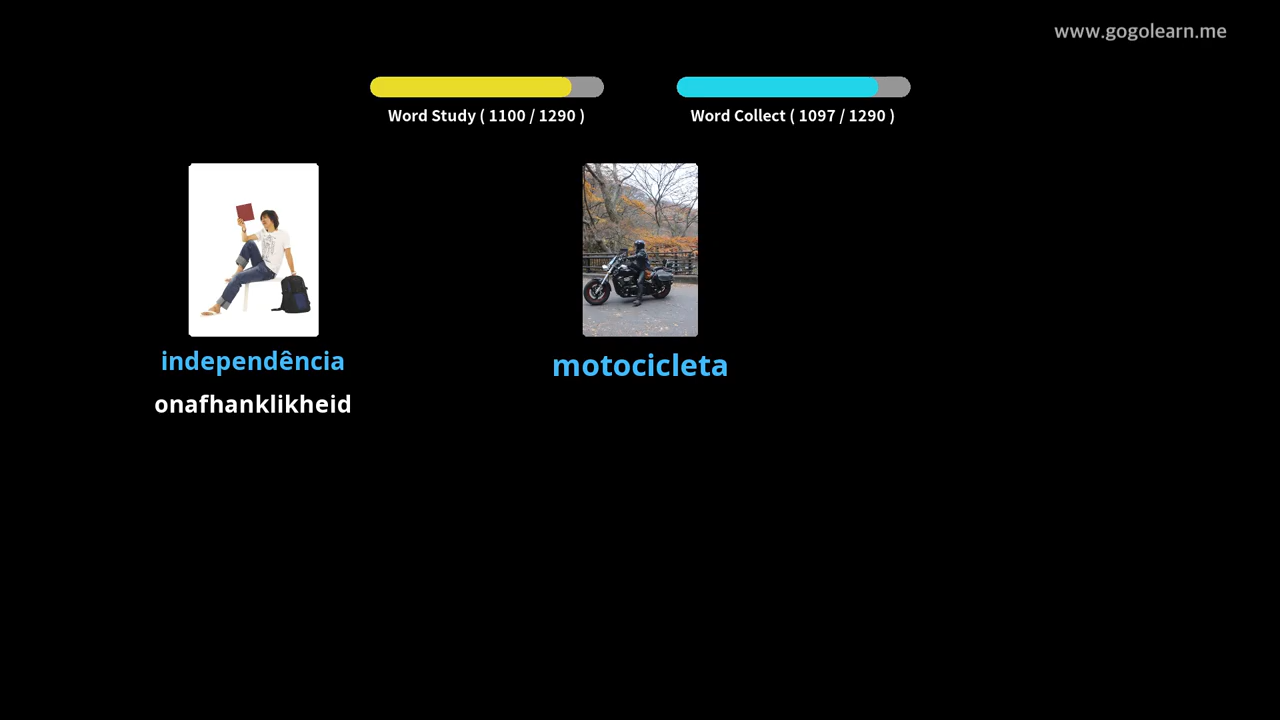 www.gogolearn.me
Word Study ( 1100 / 1290 )
Word Collect ( 1097 / 1290 )
independência
onafhanklikheid
motocicleta